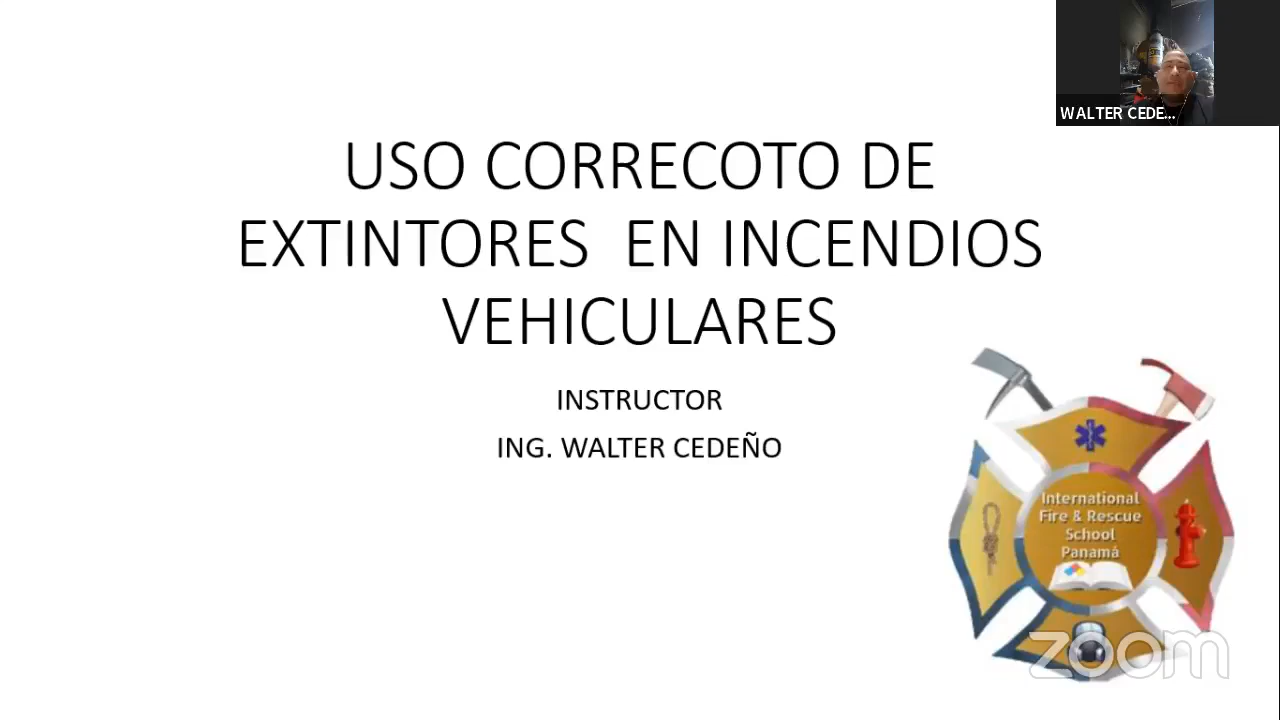 WALTER CEDE...
USO CORRECOTO DE
EXTINTORES EN INCENDIOS
VEHICULARES
INSTRUCTOR
ING. WALTER CEDEÑO
International
Fire & Rescue
School
Panamá
zoom